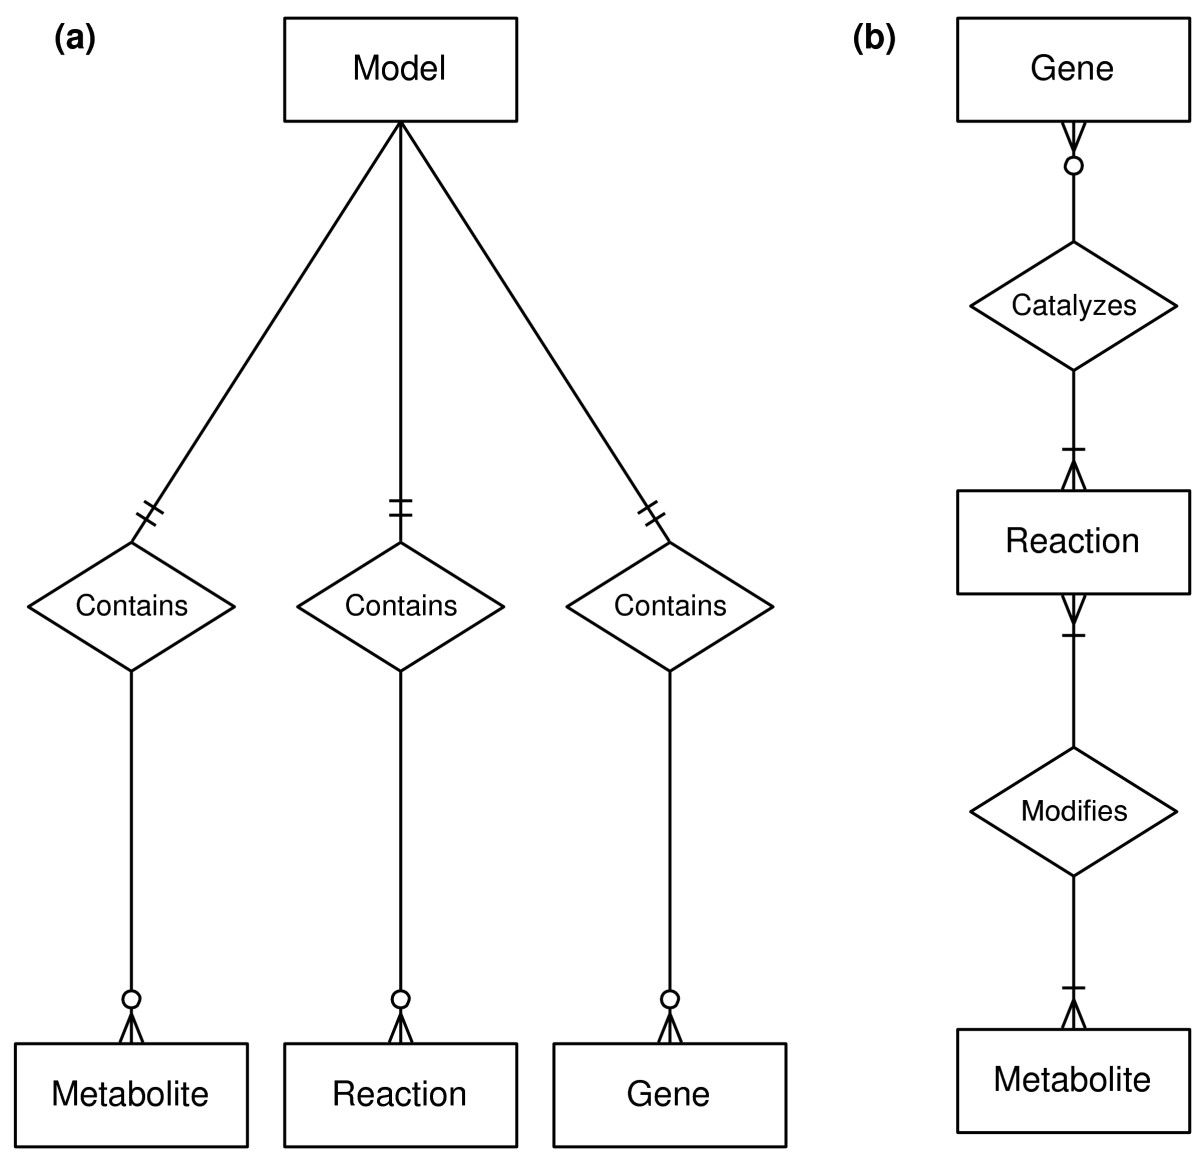 (a)
Model
Contains
Contains
Contains
Metabolite
Reaction
Gene
(b)
Gene
Catalyzes
Reaction
Modifies
Metabolite